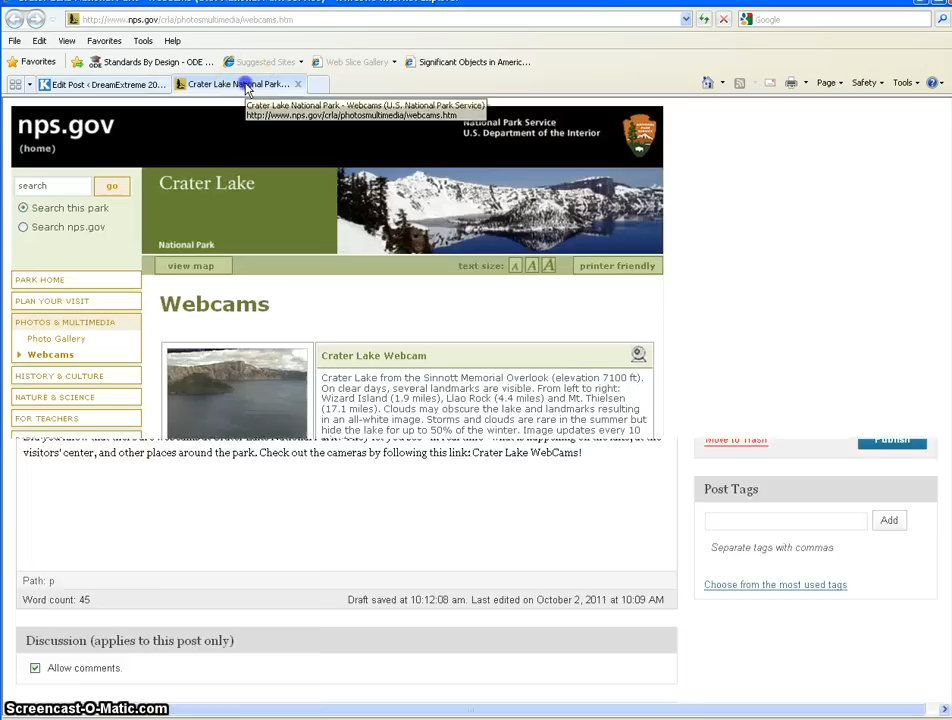 http://www.nps.gov/crla/photosmultimedia/webcams.htm
Google
File Edit View Favorites Tools Help
Favorites Standards By Design - ODE ... Suggested Sites Web Slice Gallery Significant Objects in Americ...
Edit Post ‹ DreamExtreme 20... Crater Lake National Park... Page Safety Tools
Crater Lake National Park - Webcams (U.S. National Park Service)
http://www.nps.gov/crla/photosmultimedia/webcams.htm
nps.gov
(home)
National Park Service
U.S. Department of the Interior
search go
Search this park
Search nps.gov
Crater Lake
National Park
view map text size: A A A printer friendly
PARK HOME
PLAN YOUR VISIT
PHOTOS & MULTIMEDIA
Photo Gallery
Webcams
HISTORY & CULTURE
NATURE & SCIENCE
FOR TEACHERS
Webcams
Crater Lake Webcam
Crater Lake from the Sinnott Memorial Overlook (elevation 7100 ft).
On clear days, several landmarks are visible. From left to right:
Wizard Island (1.9 miles), Llao Rock (4.4 miles) and Mt. Thielsen
(17.1 miles). Clouds may obscure the lake and landmarks resulting
in an all-white image. Storms and clouds are rare in the summer but
hide the lake for up to 50% of the winter. Image updates every 10
visitors' center, and other places around the park. Check out the cameras by following this link: Crater Lake WebCams!
Path: p
Word count: 45 Draft saved at 10:12:08 am. Last edited on October 2, 2011 at 10:09 AM
Discussion (applies to this post only)
Allow comments.
Move to Trash Publish
Post Tags
Add
Separate tags with commas
Choose from the most used tags
Screencast-O-Matic.com